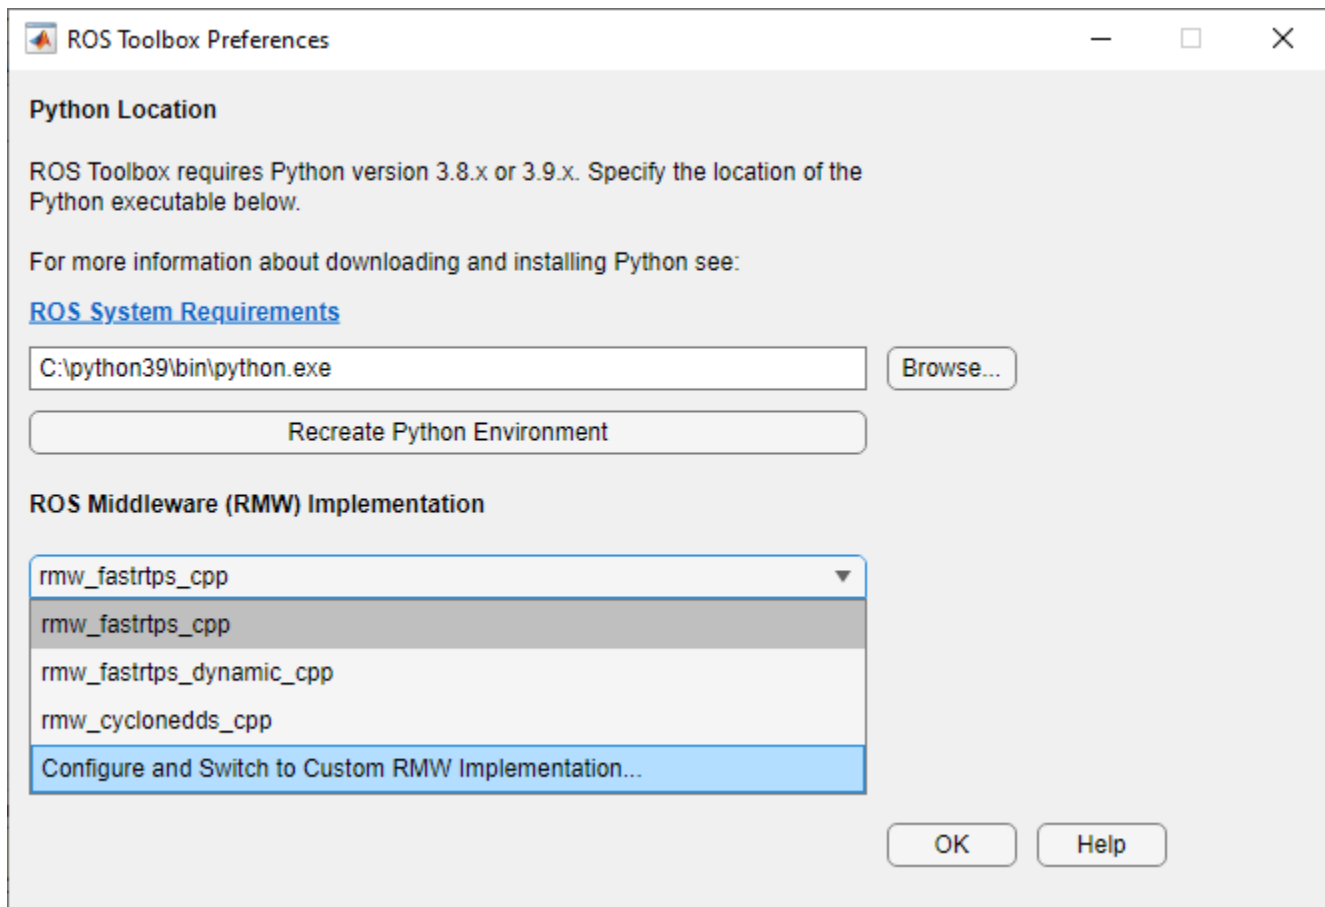 ROS Toolbox Preferences
Python Location
ROS Toolbox requires Python version 3.8.x or 3.9.x. Specify the location of the
Python executable below.
For more information about downloading and installing Python see:
ROS System Requirements
C:\python39\bin\python.exe
Browse...
Recreate Python Environment
ROS Middleware (RMW) Implementation
rmw_fastrtps_cpp
rmw_fastrtps_cpp
rmw_fastrtps_dynamic_cpp
rmw_cyclonedds_cpp
Configure and Switch to Custom RMW Implementation...
OK
Help